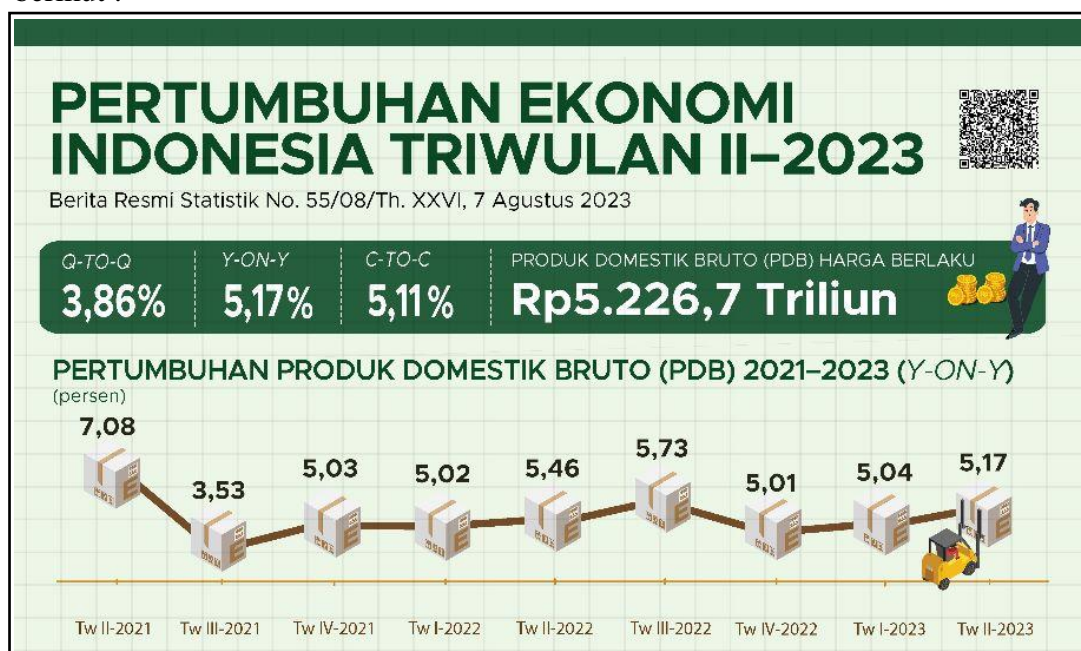 PERTUMBUHAN EKONOMI
INDONESIA TRIWULAN II–2023
Berita Resmi Statistik No. 55/08/Th. XXVI, 7 Agustus 2023
Q-TO-Q Y-ON-Y C-TO-C PRODUK DOMESTIK BRUTO (PDB) HARGA BERLAKU
3,86% 5,17% 5,11% Rp5.226,7 Triliun
PERTUMBUHAN PRODUK DOMESTIK BRUTO (PDB) 2021–2023 (Y-ON-Y)
(persen)
7,08 3,53 5,03 5,02 5,46 5,73 5,01 5,04 5,17
Tw II-2021 Tw III-2021 Tw IV-2021 Tw I-2022 Tw II-2022 Tw III-2022 Tw IV-2022 Tw I-2023 Tw II-2023